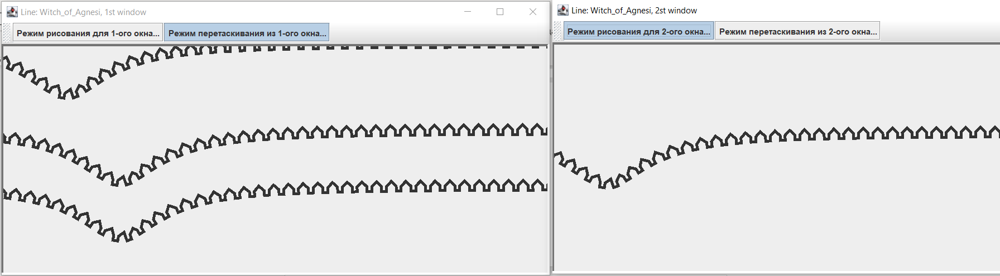 Line: Witch_of_Agnesi, 1st window
Режим рисования для 1-ого окна...
Режим перетаскивания из 1-ого окна...
Line: Witch_of_Agnesi, 2st window
Режим рисования для 2-ого окна...
Режим перетаскивания из 2-ого окна...